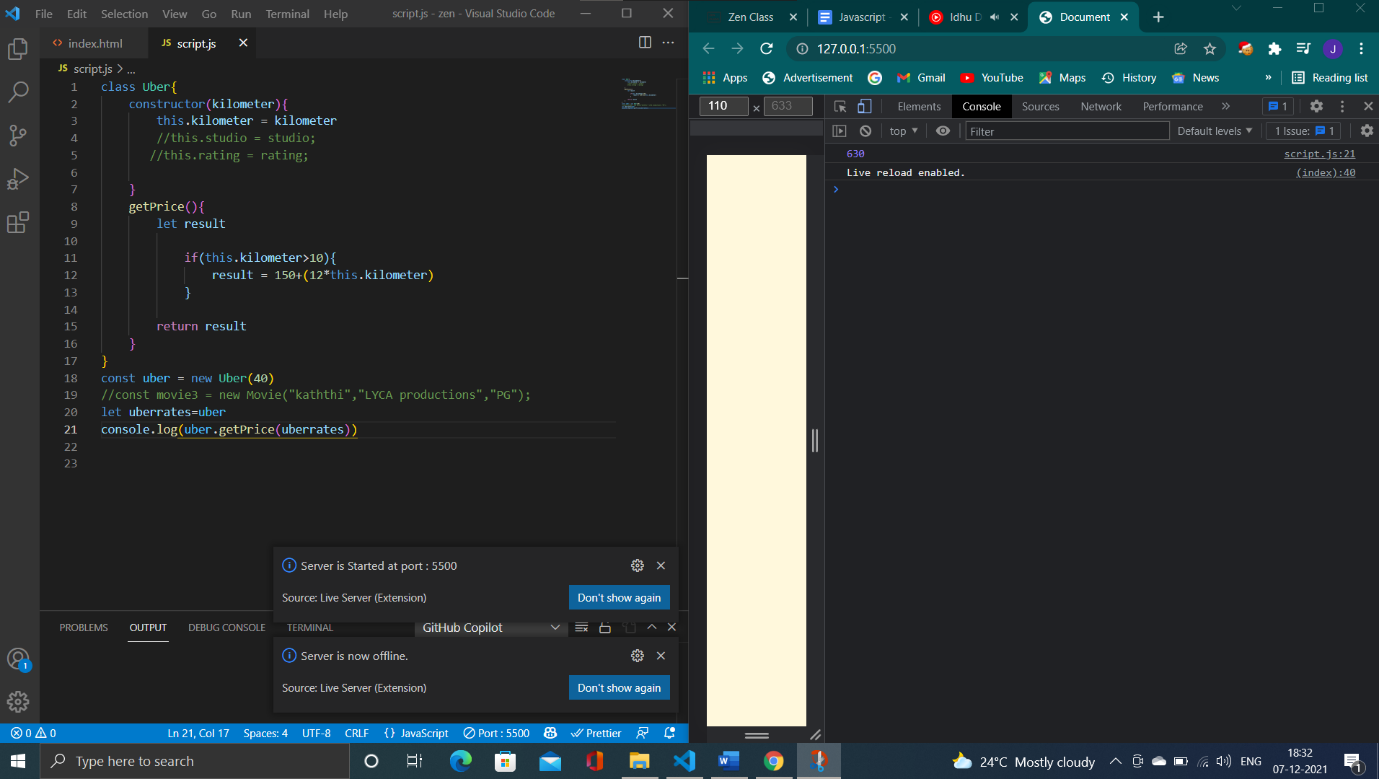 File Edit Selection View Go Run Terminal Help script.js - zen - Visual Studio Code
index.html JS script.js
JS script.js > ...
1 class Uber{
2 constructor(kilometer){
3 this.kilometer = kilometer
4 //this.studio = studio;
5 //this.rating = rating;
6
7 }
8 getPrice(){
9 let result
10
11 if(this.kilometer>10){
12 result = 150+(12*this.kilometer)
13 }
14
15 return result
16 }
17 }
18 const uber = new Uber(40)
19 //const movie3 = new Movie("kaththi","LYCA productions","PG");
20 let uberrates=uber
21 console.log(uber.getPrice(uberrates))
22
23
Server is Started at port : 5500
Source: Live Server (Extension) Don't show again
PROBLEMS OUTPUT DEBUG CONSOLE TERMINAL GitHub Copilot
Server is now offline.
Source: Live Server (Extension) Don't show again
1
0 0 Ln 21, Col 17 Spaces: 4 UTF-8 CRLF {} JavaScript Port : 5500 Prettier
Zen Class Javascript Idhu D Document
127.0.0.1:5500 J
Apps Advertisement Gmail YouTube Maps History News » Reading list
110 × 633 Elements Console Sources Network Performance » 1
top Filter Default levels 1 Issue: 1
630 script.js:21
Live reload enabled. (index):40
Type here to search 24°C Mostly cloudy ENG 18:32
07-12-2021 1